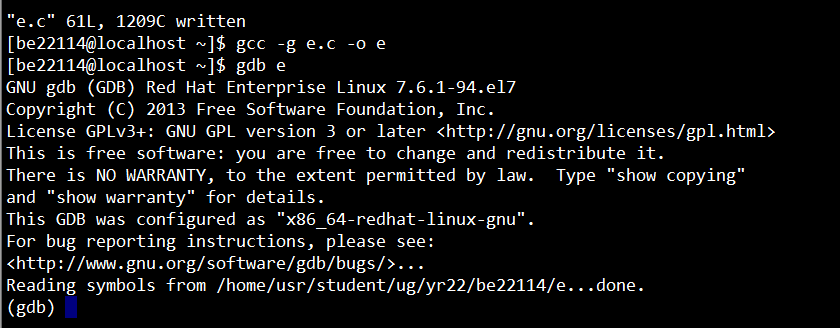 "e.c" 61L, 1209C written
[be22114@localhost ~]$ gcc -g e.c -o e
[be22114@localhost ~]$ gdb e
GNU gdb (GDB) Red Hat Enterprise Linux 7.6.1-94.el7
Copyright (C) 2013 Free Software Foundation, Inc.
License GPLv3+: GNU GPL version 3 or later <http://gnu.org/licenses/gpl.html>
This is free software: you are free to change and redistribute it.
There is NO WARRANTY, to the extent permitted by law.  Type "show copying"
and "show warranty" for details.
This GDB was configured as "x86_64-redhat-linux-gnu".
For bug reporting instructions, please see:
<http://www.gnu.org/software/gdb/bugs/>...
Reading symbols from /home/usr/student/ug/yr22/be22114/e...done.
(gdb)